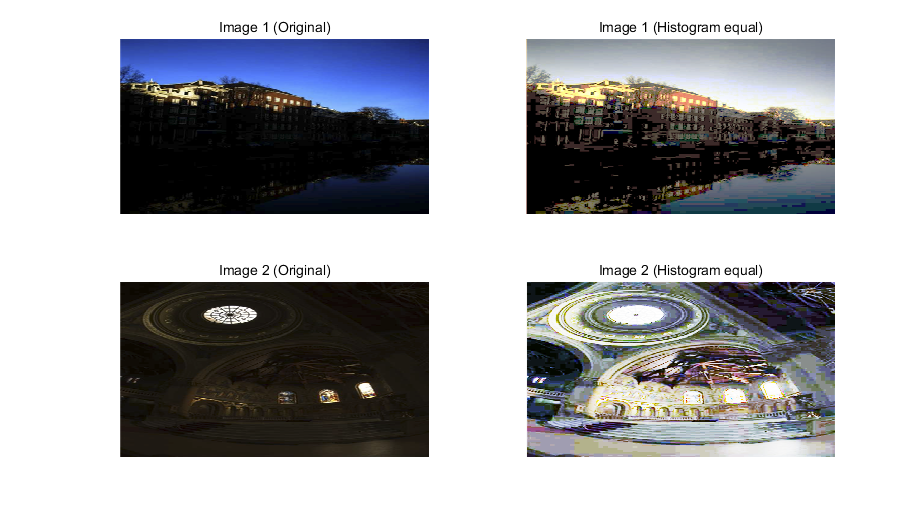 Image 1 (Original)
Image 1 (Histogram equal)
Image 2 (Original)
Image 2 (Histogram equal)